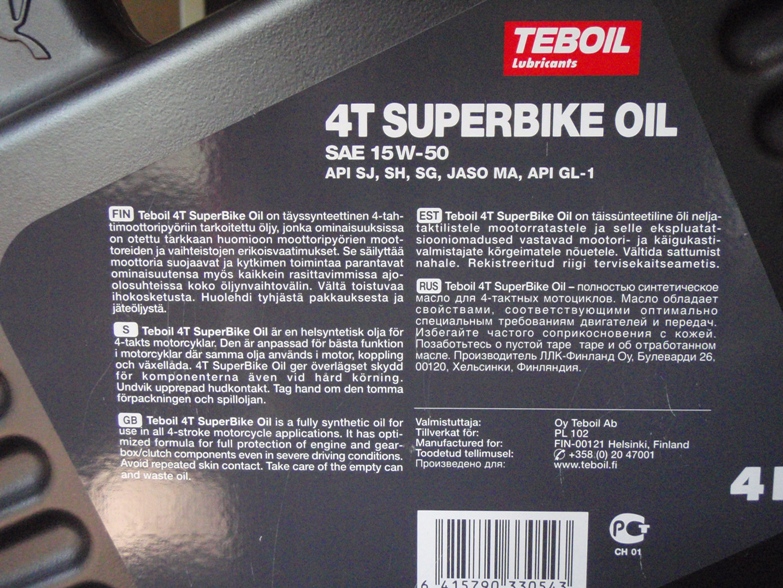 TEBOIL
Lubricants
4T SUPERBIKE OIL
SAE 15W-50
API SJ, SH, SG, JASO MA, API GL-1
FIN Teboil 4T SuperBike Oil on täyssynteettinen 4-tah-
timoottoripyöriin tarkoitettu öljy, jonka ominaisuuksissa
on otettu tarkkaan huomioon moottoripyörien moot-
toreiden ja vaihteistojen erikoisvaatimukset. Se säilyttää
moottoria suojaavat ja kytkimen toimintaa parantavat
ominaisuutensa myös kaikkein rasittavimmissa ajo-
olosuhteissa koko öljynvaihtovälin. Vältä toistuvaa
ihokosketusta. Huolehdi tyhjästä pakkauksesta ja
jäteöljystä.
S Teboil 4T SuperBike Oil är en helsyntetisk olja för
4-takts motorcyklar. Den är anpassad för bästa funktion
i motorcyklar där samma olja används i motor, koppling
och växellåda. 4T SuperBike Oil ger överlägset skydd
för komponenterna även vid hård körning.
Undvik upprepad hudkontakt. Tag hand om den tomma
förpackningen och spilloljan.
GB Teboil 4T SuperBike Oil is a fully synthetic oil for
use in all 4-stroke motorcycle applications. It has opti-
mized formula for full protection of engine and gear-
box/clutch components even in severe driving conditions.
Avoid repeated skin contact. Take care of the empty can
and waste oil.
EST Teboil 4T SuperBike Oil on täissünteetiline õli nelja-
taktilistele mootorratastele ja selle ekspluatat-
siooniomadused vastavad mootori- ja käigukasti-
valmistajate kõrgeimatele nõuetele. Vältida sattumist
nahale. Rekistreeritud riigi tervisekaitseametis.
RUS Teboil 4T SuperBike Oil – полностью синтетическое
масло для 4-тактных мотоциклов. Масло обладает
свойствами, соответствующими оптимально
специальным требованиям двигателей и передач.
Избегайте частого соприкосновения с кожей.
Позаботьтесь о пустой таре таре и об отработанном
масле. Производитель ЛЛК-Финланд Оу, Булеварди 26,
00120, Хельсинки, Финляндия.
Valmistuttaja: Oy Teboil Ab
Tillverkat för: PL 102
Manufactured for: FIN-00121 Helsinki, Finland
Toodetud tellimusel: ✆ +358 (0) 20 47001
Произведено для: www.teboil.fi
4
РСТ
CH 01
6 415790 330543